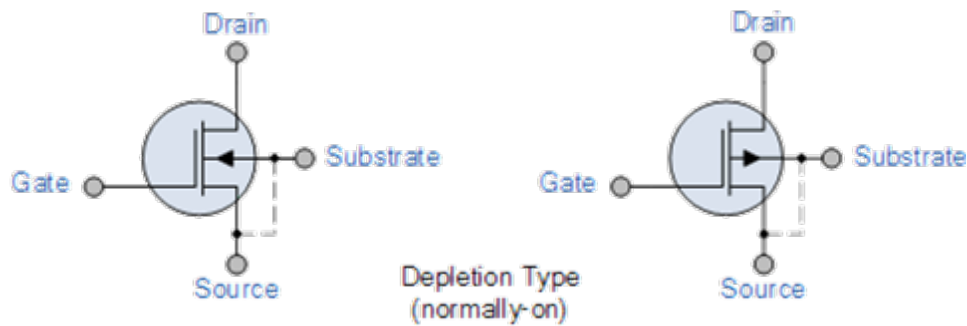 Drain
Substrate
Gate
Source
Drain
Substrate
Gate
Source
Depletion Type
(normally-on)